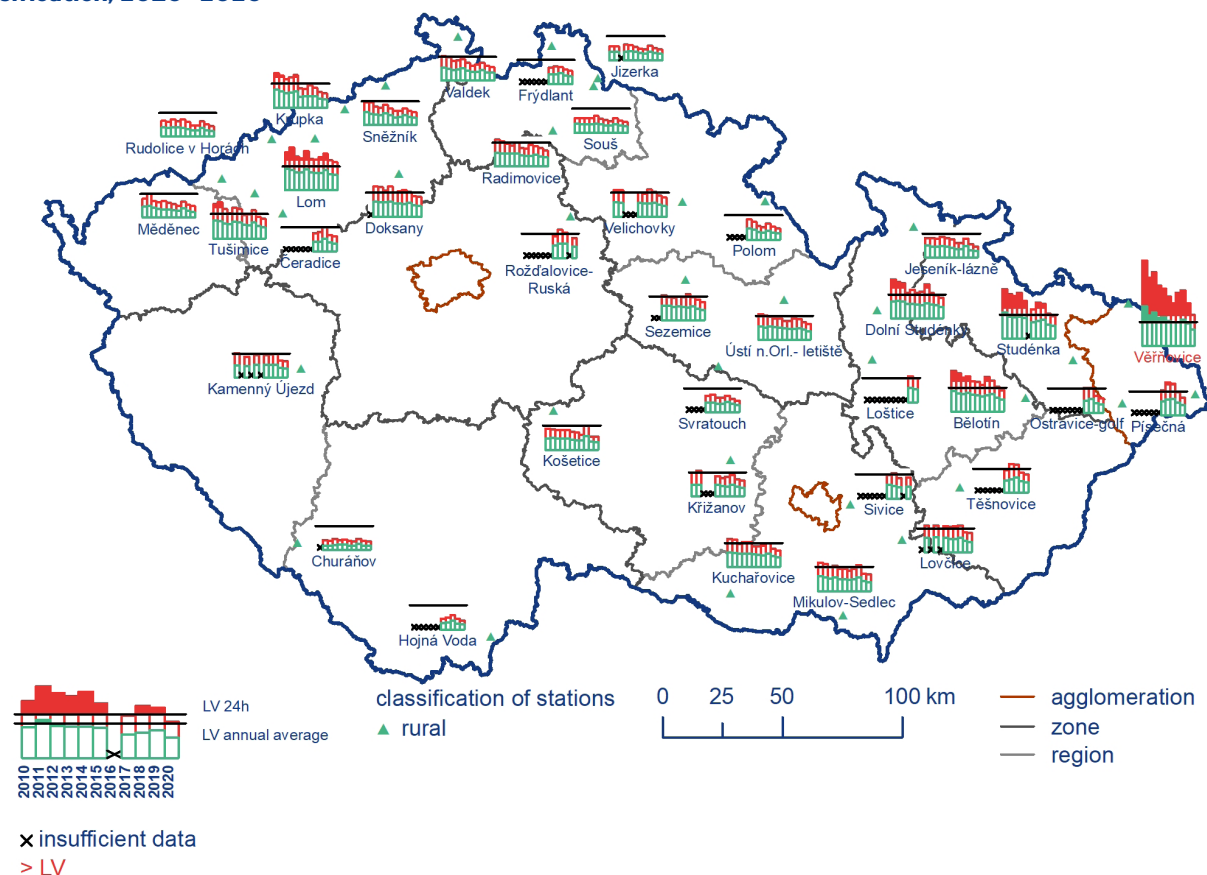 Jizerka
Valdek
Frýdlant
Krupka
Sněžník
Souš
Rudolice v Horách
Radimovice
Lom
Měděnec
Tušimice
Doksany
Velichovky
Polom
Čeradice
Rožďalovice-
Ruská
Jeseník-lázně
Sezemice
Dolní Studénky
Ústí n.Orl.- letiště
Studénka
Věřňovice
Kamenný Újezd
Svratouch
Loštice
Bělotín
Ostravice-golf
Písečná
Košetice
Křižanov
Sivice
Těšnovice
Churáňov
Kuchařovice
Lovčice
Mikulov-Sedlec
Hojná Voda
LV 24h
LV annual average
2010
2011
2012
2013
2014
2015
2016
2017
2018
2019
2020
classification of stations
rural
0 25 50 100 km
agglomeration
zone
region
insufficient data
> LV